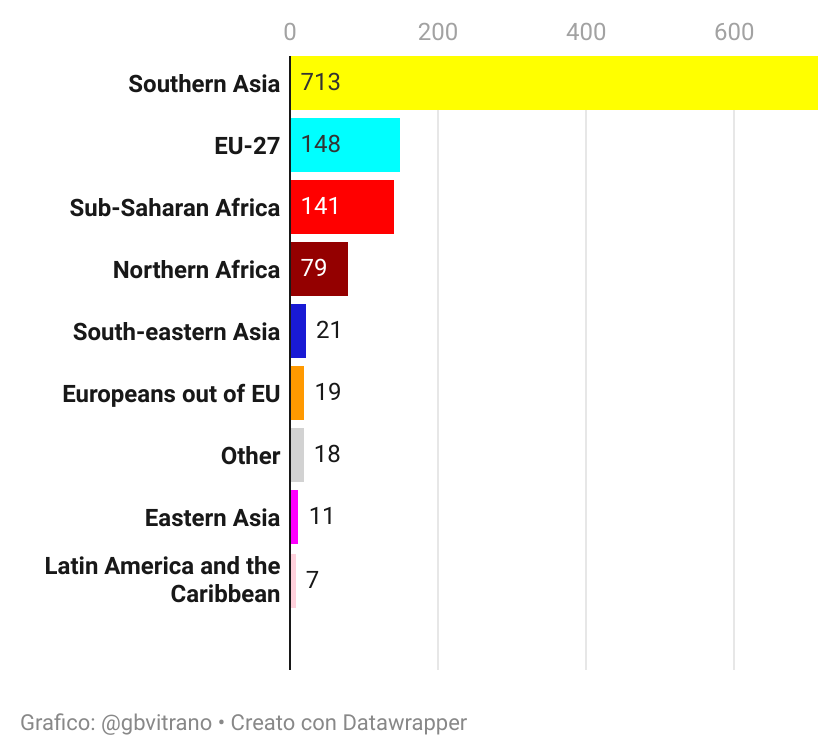 0 200 400 600
Southern Asia 713
EU-27 148
Sub-Saharan Africa 141
Northern Africa 79
South-eastern Asia 21
Europeans out of EU 19
Other 18
Eastern Asia 11
Latin America and the
Caribbean 7
Grafico: @gbvitrano • Creato con Datawrapper